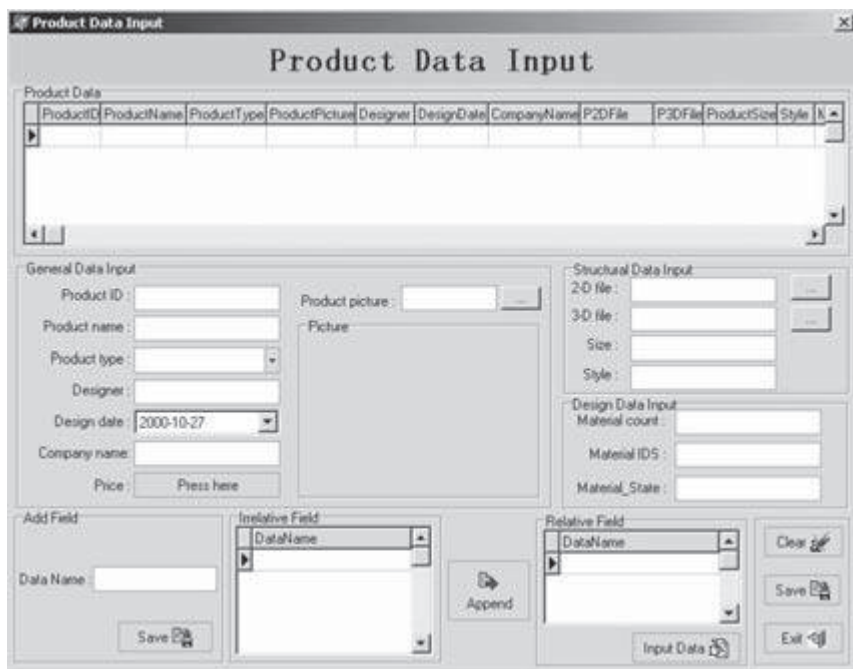 Product Data Input
Product Data Input
Product Data
ProductID ProductName ProductType ProductPicture Designer DesignDate CompanyName P2DFile P3DFile ProductSize Style
General Data Input
Product ID :
Product name :
Product type :
Designer :
Design date : 2000-10-27
Company name:
Price : Press here
Product picture : ...
Picture
Structural Data Input
2-D file : ...
3-D file : ...
Size :
Style :
Design Data Input
Material count :
Material IDS :
Material_State :
Add Field
Data Name :
Save
Irrelative Field
DataName
Append
Relative Field
DataName
Input Data
Clear
Save
Exit